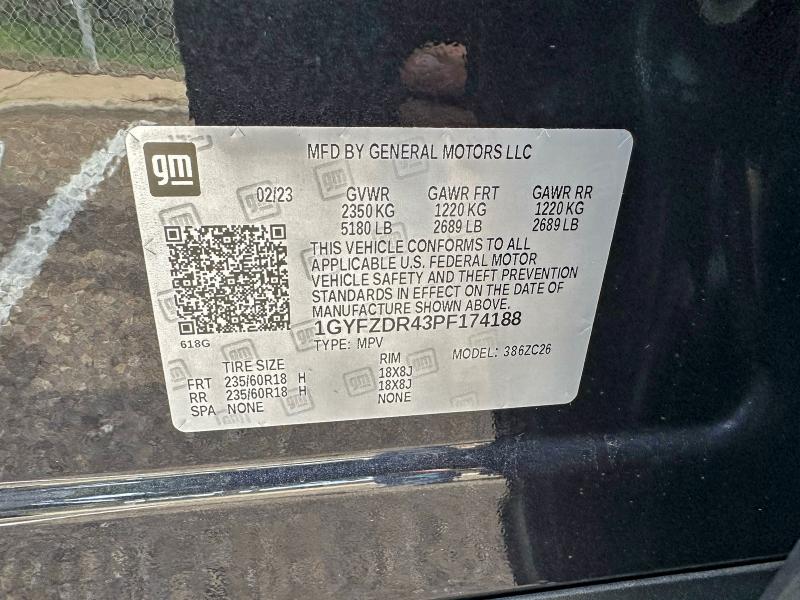 gm
MFD BY GENERAL MOTORS LLC
02/23 GVWR GAWR FRT GAWR RR
2350 KG 1220 KG 1220 KG
5180 LB 2689 LB 2689 LB
THIS VEHICLE CONFORMS TO ALL
APPLICABLE U.S. FEDERAL MOTOR
VEHICLE SAFETY AND THEFT PREVENTION
STANDARDS IN EFFECT ON THE DATE OF
MANUFACTURE SHOWN ABOVE.
1GYFZDR43PF174188
618G
TYPE: MPV MODEL: 386ZC26
TIRE SIZE RIM
FRT 235/60R18 H 18X8J
RR 235/60R18 H 18X8J
SPA NONE NONE